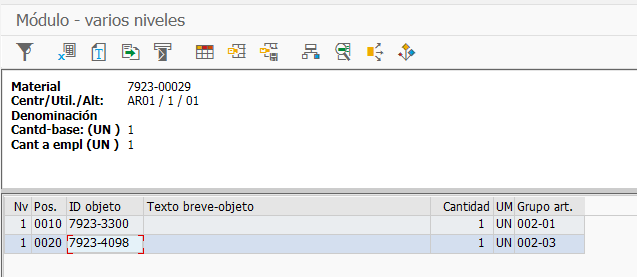 Módulo - varios niveles
Material 7923-00029
Centr/Util./Alt: AR01 / 1 / 01
Denominación
Cantd-base: (UN ) 1
Cant a empl (UN ) 1
Nv Pos. ID objeto Texto breve-objeto Cantidad UM Grupo art.
1 0010 7923-3300 1 UN 002-01
1 0020 7923-4098 1 UN 002-03